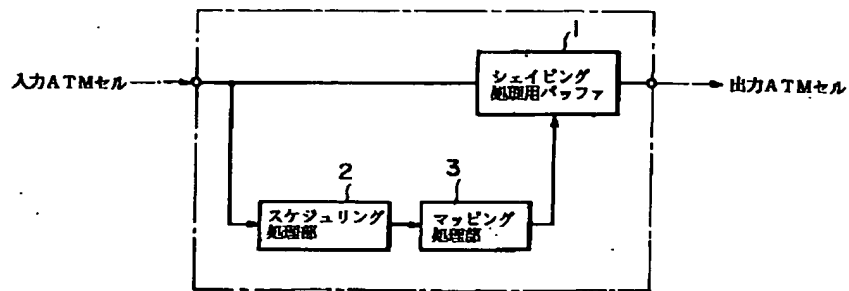 1
入力ATMセル
シェイピング
処理用バッファ
出力ATMセル
2
3
スケジュリング
処理部
マッピング
処理部